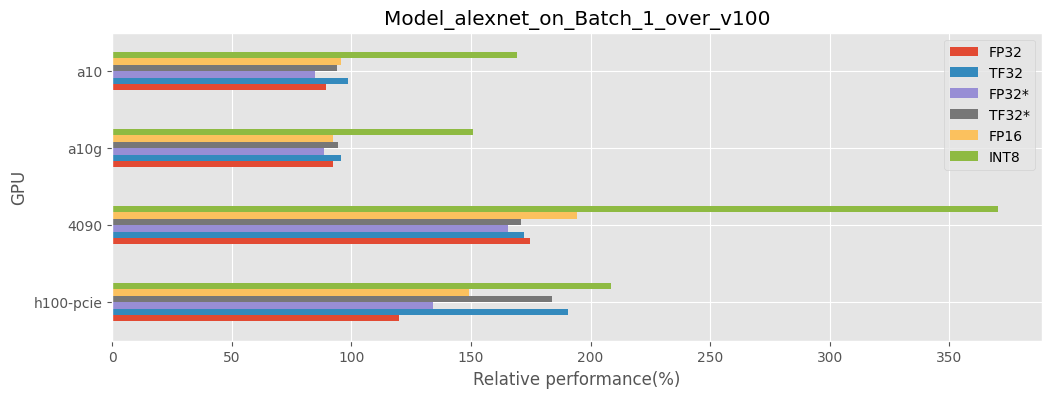 Model_alexnet_on_Batch_1_over_v100
FP32
TF32
FP32*
TF32*
FP16
INT8
GPU
a10
a10g
4090
h100-pcie
0 50 100 150 200 250 300 350
Relative performance(%)